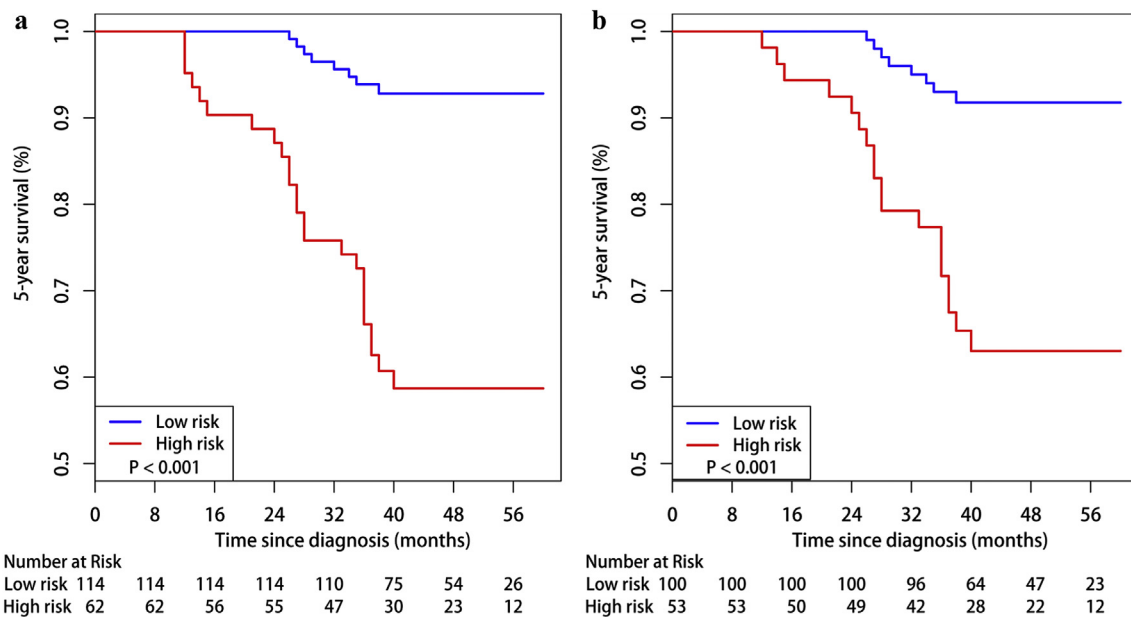 a
5-year survival (%)
1.0
0.9
0.8
0.7
0.6
0.5
Low risk
High risk
P < 0.001
0 8 16 24 32 40 48 56
Time since diagnosis (months)
Number at Risk
Low risk 114 114 114 114 110 75 54 26
High risk 62 62 56 55 47 30 23 12
b
5-year survival (%)
1.0
0.9
0.8
0.7
0.6
0.5
Low risk
High risk
P < 0.001
0 8 16 24 32 40 48 56
Time since diagnosis (months)
Number at Risk
Low risk 100 100 100 100 96 64 47 23
High risk 53 53 50 49 42 28 22 12